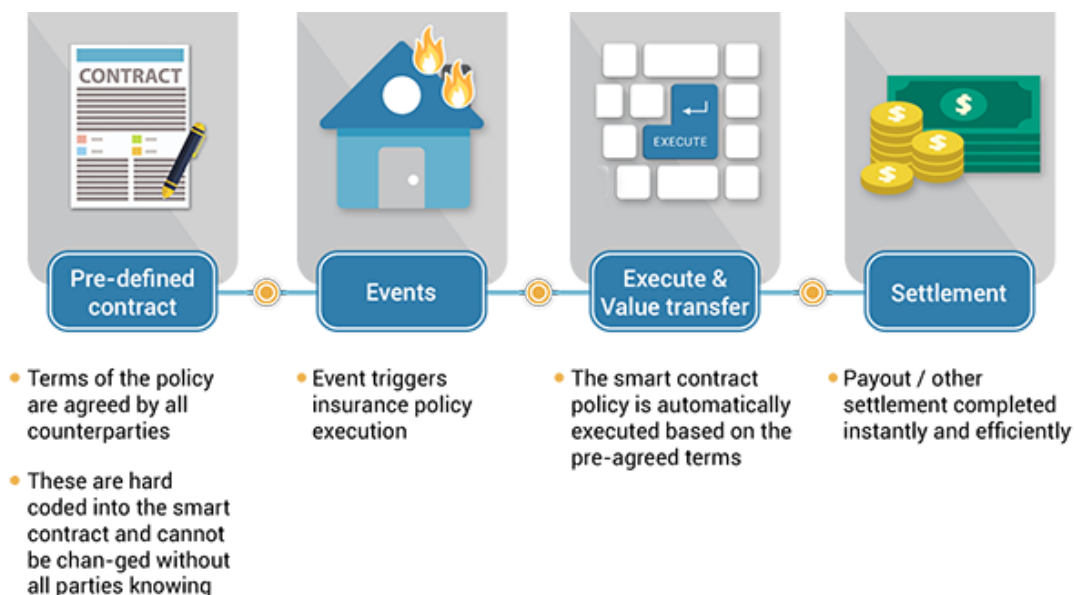 CONTRACT
EXECUTE
$
$
$
$
Pre-defined
contract
Events
Execute &
Value transfer
Settlement
Terms of the policy
are agreed by all
counterparties
These are hard
coded into the smart
contract and cannot
be chan-ged without
all parties knowing
Event triggers
insurance policy
execution
The smart contract
policy is automatically
executed based on the
pre-agreed terms
Payout / other
settlement completed
instantly and efficiently